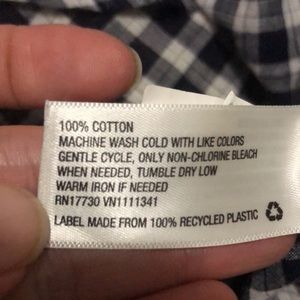 100% COTTON
MACHINE WASH COLD WITH LIKE COLORS
GENTLE CYCLE, ONLY NON-CHLORINE BLEACH
WHEN NEEDED, TUMBLE DRY LOW
WARM IRON IF NEEDED
RN17730 VN1111341
LABEL MADE FROM 100% RECYCLED PLASTIC